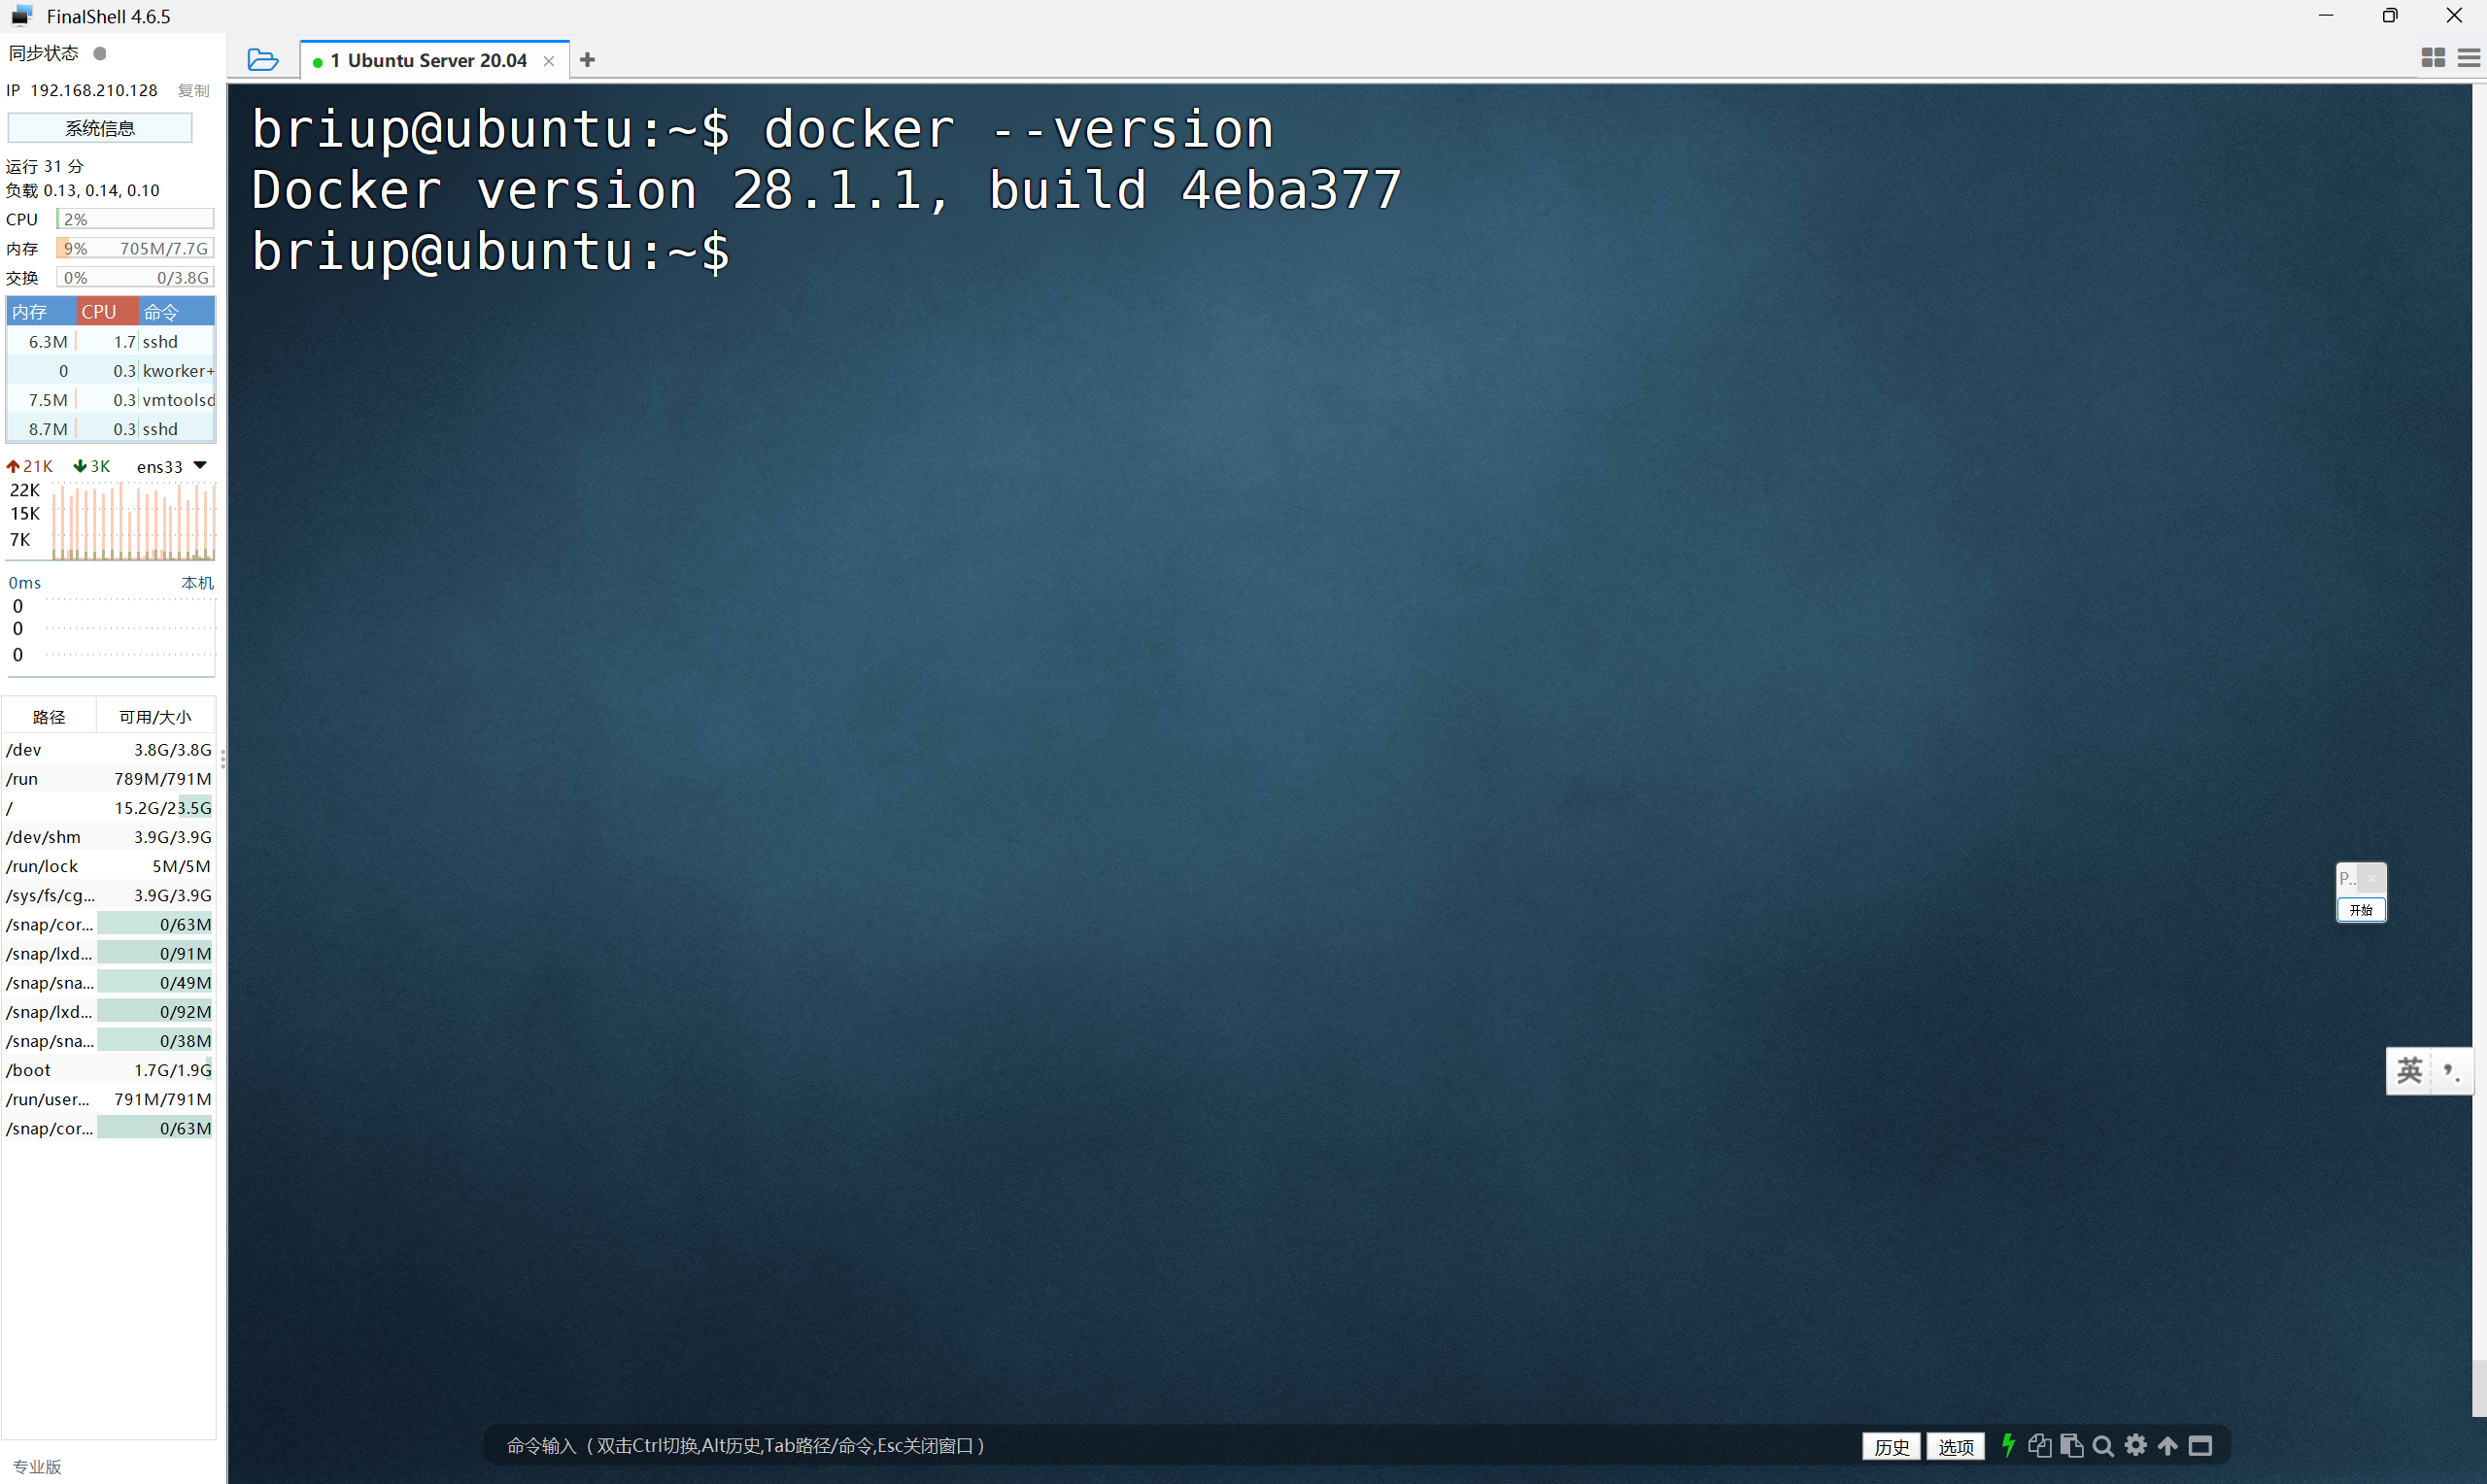 FinalShell 4.6.5
同步状态
IP 192.168.210.128 复制
系统信息
运行 31 分
负载 0.13, 0.14, 0.10
CPU 2%
内存 9% 705M/7.7G
交换 0% 0/3.8G
内存 CPU 命令
6.3M 1.7 sshd
0 0.3 kworker+
7.5M 0.3 vmtoolsd
8.7M 0.3 sshd
21K 3K ens33
22K
15K
7K
0ms 本机
0
0
0
路径 可用/大小
/dev 3.8G/3.8G
/run 789M/791M
/ 15.2G/23.5G
/dev/shm 3.9G/3.9G
/run/lock 5M/5M
/sys/fs/cg... 3.9G/3.9G
/snap/cor... 0/63M
/snap/lxd... 0/91M
/snap/sna... 0/49M
/snap/lxd... 0/92M
/snap/sna... 0/38M
/boot 1.7G/1.9G
/run/user... 791M/791M
/snap/cor... 0/63M
专业版
1 Ubuntu Server 20.04
briup@ubuntu:~$ docker --version
Docker version 28.1.1, build 4eba377
briup@ubuntu:~$
P..
开始
英 ，.
命令输入 ( 双击Ctrl切换,Alt历史,Tab路径/命令,Esc关闭窗口 )
历史 选项